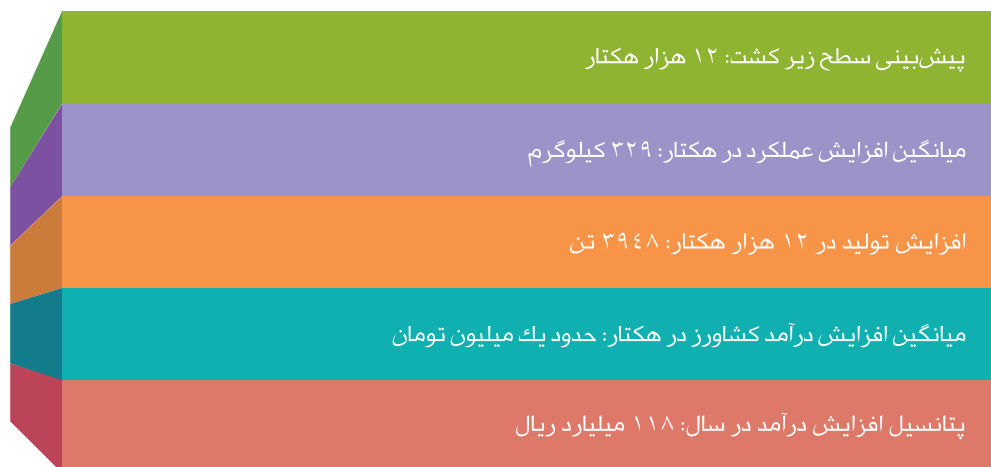 پیش‌بینی سطح زیر کشت: ۱۲ هزار هکتار
میانگین افزایش عملکرد در هکتار: ۳۲۹ کیلوگرم
افزایش تولید در ۱۲ هزار هکتار: ۳۹٤۸ تن
میانگین افزایش درآمد کشاورز در هکتار: حدود یك میلیون تومان
پتانسیل افزایش درآمد در سال: ۱۱۸ میلیارد ریال